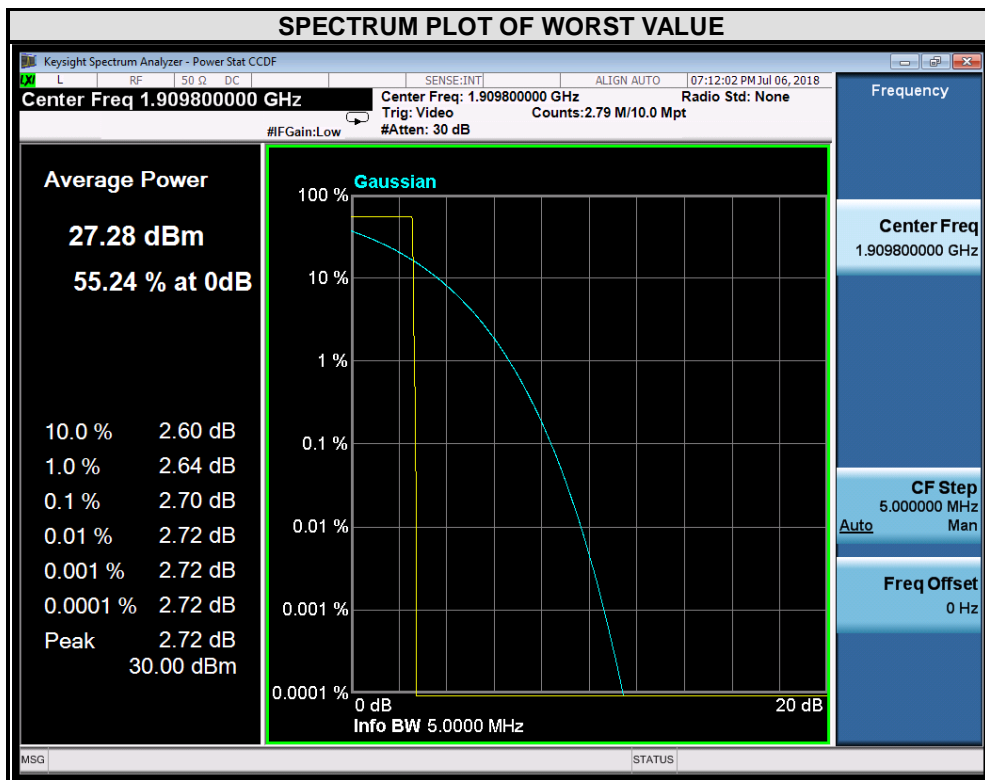 SPECTRUM PLOT OF WORST VALUE
Keysight Spectrum Analyzer - Power Stat CCDF
LXI L RF 50 Ω DC SENSE:INT ALIGN AUTO 07:12:02 PM Jul 06, 2018
Center Freq 1.909800000 GHz
#IFGain:Low
Center Freq: 1.909800000 GHz Radio Std: None
Trig: Video Counts:2.79 M/10.0 Mpt
#Atten: 30 dB
Average Power
27.28 dBm
55.24 % at 0dB
10.0 % 2.60 dB
1.0 % 2.64 dB
0.1 % 2.70 dB
0.01 % 2.72 dB
0.001 % 2.72 dB
0.0001 % 2.72 dB
Peak 2.72 dB
30.00 dBm
Gaussian
100 %
10 %
1 %
0.1 %
0.01 %
0.001 %
0.0001 %
0 dB 20 dB
Info BW 5.0000 MHz
Frequency
Center Freq
1.909800000 GHz
CF Step
5.000000 MHz
Auto Man
Freq Offset
0 Hz
MSG STATUS